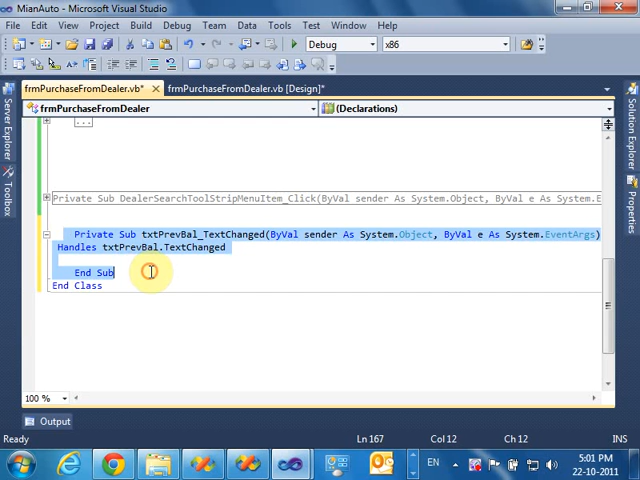 MianAuto - Microsoft Visual Studio
File Edit View Project Build Debug Team Data Tools Test Window Help
Debug x86
frmPurchaseFromDealer.vb* frmPurchaseFromDealer.vb [Design]*
frmPurchaseFromDealer (Declarations)
...
Private Sub DealerSearchToolStripMenuItem_Click(ByVal sender As System.Object, ByVal e As System.E
Private Sub txtPrevBal_TextChanged(ByVal sender As System.Object, ByVal e As System.EventArgs)
Handles txtPrevBal.TextChanged
End Sub
End Class
Server Explorer
Toolbox
Solution Explorer
Properties
100 %
Output
Ready Ln 167 Col 12 Ch 12 INS
EN 5:01 PM
22-10-2011